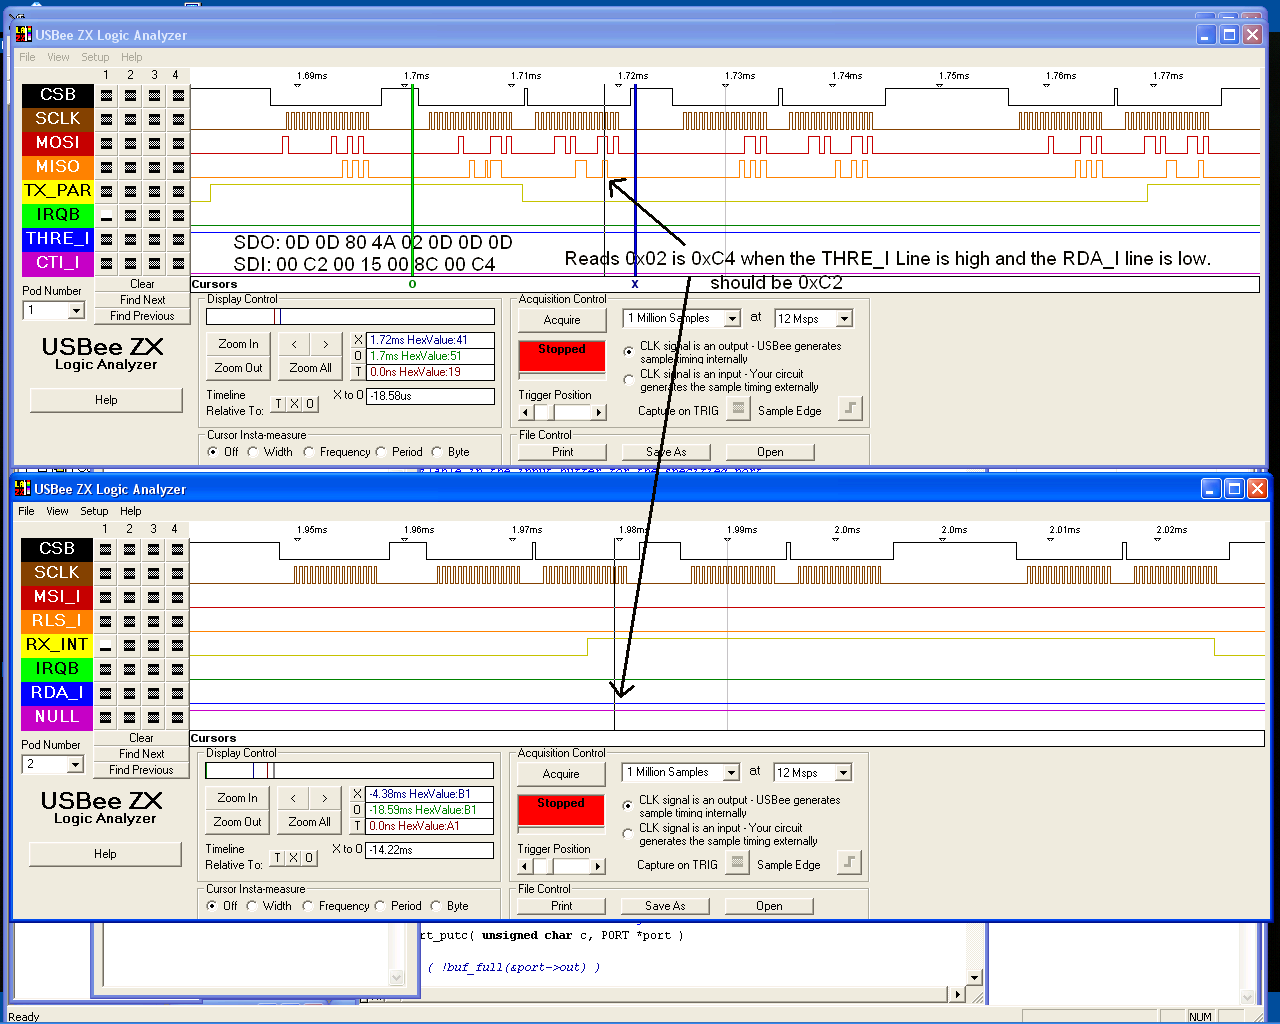 USBee ZX Logic Analyzer
File View Setup Help
1 2 3 4
1.69ms 1.7ms 1.71ms 1.72ms 1.73ms 1.74ms 1.75ms 1.76ms 1.77ms
CSB
SCLK
MOSI
MISO
TX_PAR
IRQB
THRE_I
CTI_I
SDO: 0D 0D 80 4A 02 0D 0D 0D
SDI: 00 C2 00 15 00 8C 00 C4
Reads 0x02 is 0xC4 when the THRE_I Line is high and the RDA_I line is low.
should be 0xC2
Pod Number
1
Clear
Find Next
Find Previous
Cursors
O X
USBee ZX
Logic Analyzer
Help
Display Control
Zoom In < >
Zoom Out Zoom All
X 1.72ms HexValue:41
O 1.7ms HexValue:51
T 0.0ns HexValue:19
Timeline
Relative To: T X O
X to O -18.58us
Cursor Insta-measure
Off Width Frequency Period Byte
Acquisition Control
Acquire 1 Million Samples at 12 Msps
Stopped
CLK signal is an output - USBee generates
sample timing internally
CLK signal is an input - Your circuit
generates the sample timing externally
Trigger Position
Capture on TRIG Sample Edge
File Control
Print Save As Open
USBee ZX Logic Analyzer
File View Setup Help
1 2 3 4
1.95ms 1.96ms 1.97ms 1.98ms 1.99ms 2.0ms 2.0ms 2.01ms 2.02ms
CSB
SCLK
MSI_I
RLS_I
RX_INT
IRQB
RDA_I
NULL
Pod Number
2
Clear
Find Next
Find Previous
Cursors
USBee ZX
Logic Analyzer
Help
Display Control
Zoom In < >
Zoom Out Zoom All
X -4.38ms HexValue:B1
O -18.59ms HexValue:B1
T 0.0ns HexValue:A1
Timeline
Relative To: T X O
X to O -14.22ms
Cursor Insta-measure
Off Width Frequency Period Byte
Acquisition Control
Acquire 1 Million Samples at 12 Msps
Stopped
CLK signal is an output - USBee generates
sample timing internally
CLK signal is an input - Your circuit
generates the sample timing externally
Trigger Position
Capture on TRIG Sample Edge
File Control
Print Save As Open
rt_putc( unsigned char c, PORT *port )
( !buf_full(&port->out) )
Ready
NUM